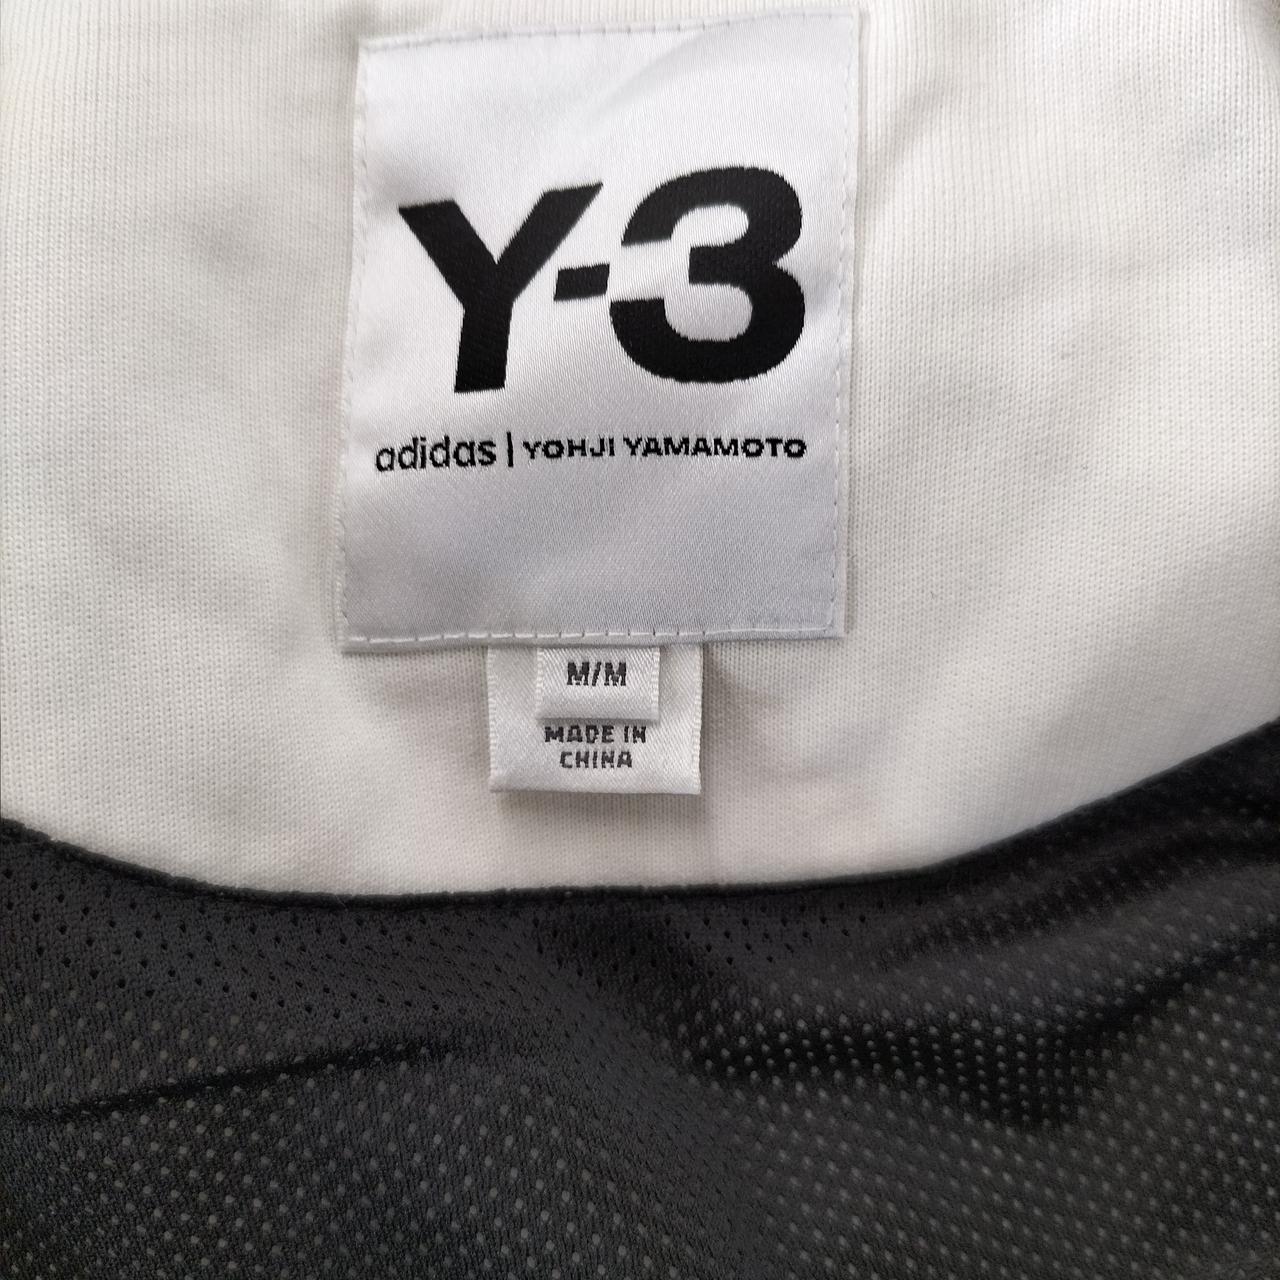 Y-3
adidas | YOHJI YAMAMOTO
M/M
MADE IN
CHINA